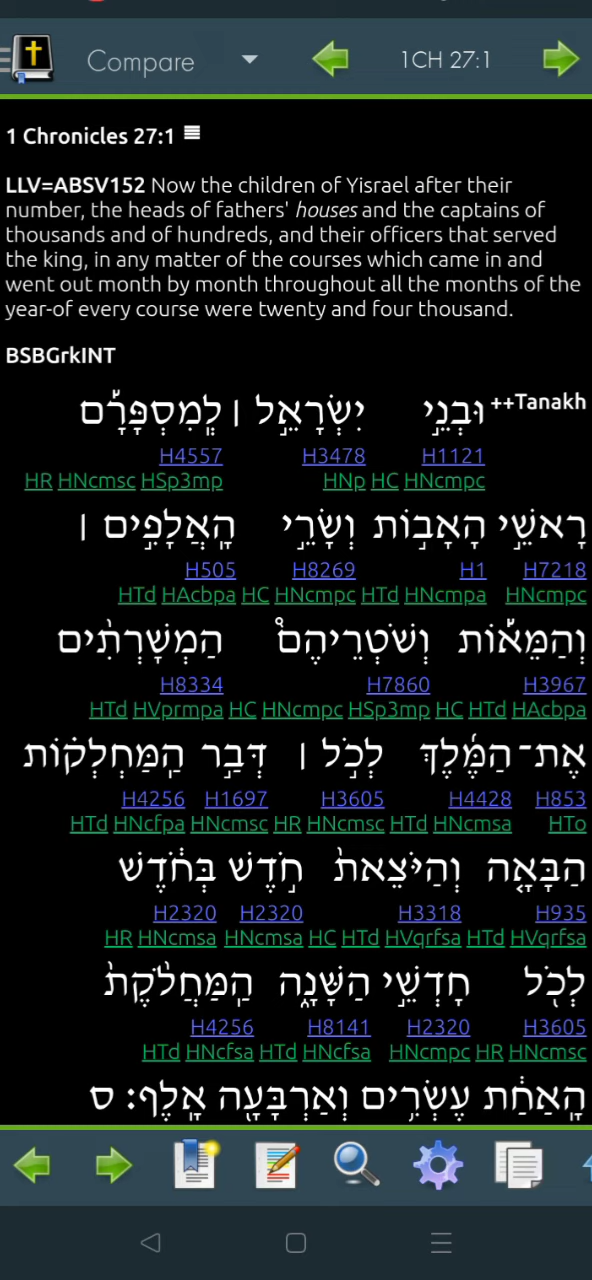 Compare
1CH 27:1
1 Chronicles 27:1
LLV=ABSV152 Now the children of Yisrael after their
number, the heads of fathers' houses and the captains of
thousands and of hundreds, and their officers that served
the king, in any matter of the courses which came in and
went out month by month throughout all the months of the
year-of every course were twenty and four thousand.
BSBGrkINT
++Tanakh וּבְנֵ֣י יִשְׂרָאֵ֣ל ׀ לְֽמִסְפָּרָ֡ם
H4557 H3478 H1121
HR HNcmsc HSp3mp HNp HC HNcmpc
רָאשֵׁ֣י הָאָב֣וֹת וְשָׂרֵ֣י הָֽאֲלָפִ֣ים ׀
H505 H8269 H1 H7218
HTd HAcbpa HC HNcmpc HTd HNcmpa HNcmpc
וְהַמֵּא֡וֹת וְשֹׁטְרֵיהֶם֩ הַמְשָׁרְתִ֨ים
H8334 H7860 H3967
HTd HVprmpa HC HNcmpc HSp3mp HC HTd HAcbpa
אֶת־הַמֶּ֜לֶךְ לְכֹ֣ל ׀ דְּבַ֣ר הַֽמַּחְלְק֗וֹת
H4256 H1697 H3605 H4428 H853
HTd HNcfpa HNcmsc HR HNcmsc HTd HNcmsa HTo
הַבָּאָ֤ה וְהַיֹּצֵאת֙ חֹ֣דֶשׁ בְּחֹ֔דֶשׁ
H2320 H2320 H3318 H935
HR HNcmsa HNcmsa HC HTd HVqrfsa HTd HVqrfsa
לְכֹ֖ל חָדְשֵׁ֣י הַשָּׁנָ֑ה הַֽמַּחֲלֹ֙קֶת֙
H4256 H8141 H2320 H3605
HTd HNcfsa HTd HNcfsa HNcmpc HR HNcmsc
הָֽאַחַ֔ת עֶשְׂרִ֥ים וְאַרְבָּעָ֖ה אָֽלֶף׃ ס